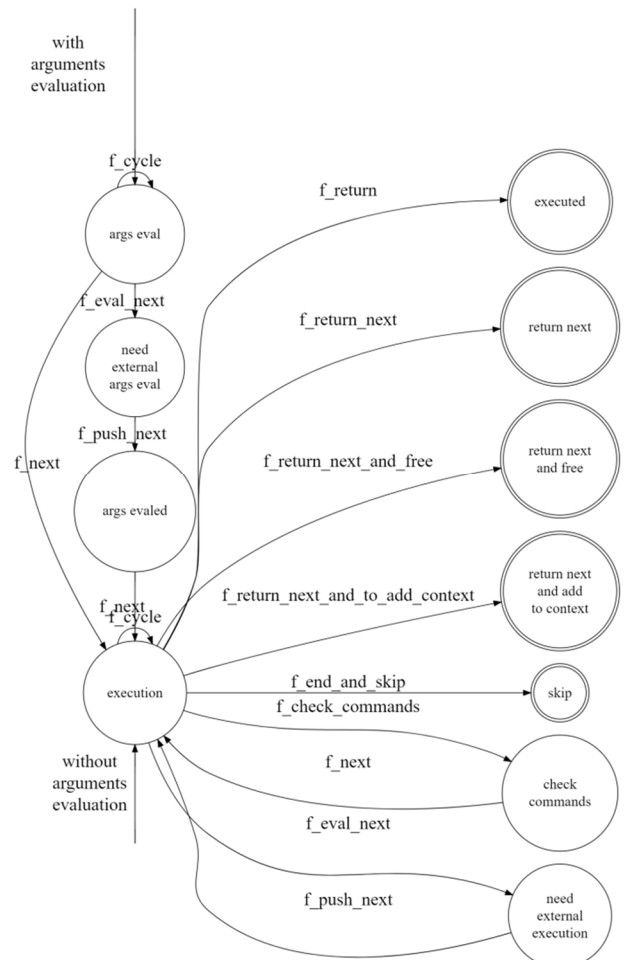 with
arguments
evaluation
f_cycle
args eval
f_return
executed
f_eval_next
f_return_next
return next
need
external
args eval
f_push_next
f_next
f_return_next_and_free
return next
and free
args evaled
f_return_next_and_to_add_context
return next
and add
to context
f_next
f_cycle
execution
f_end_and_skip
skip
f_check_commands
without
arguments
evaluation
f_next
check
commands
f_eval_next
f_push_next
need
external
execution